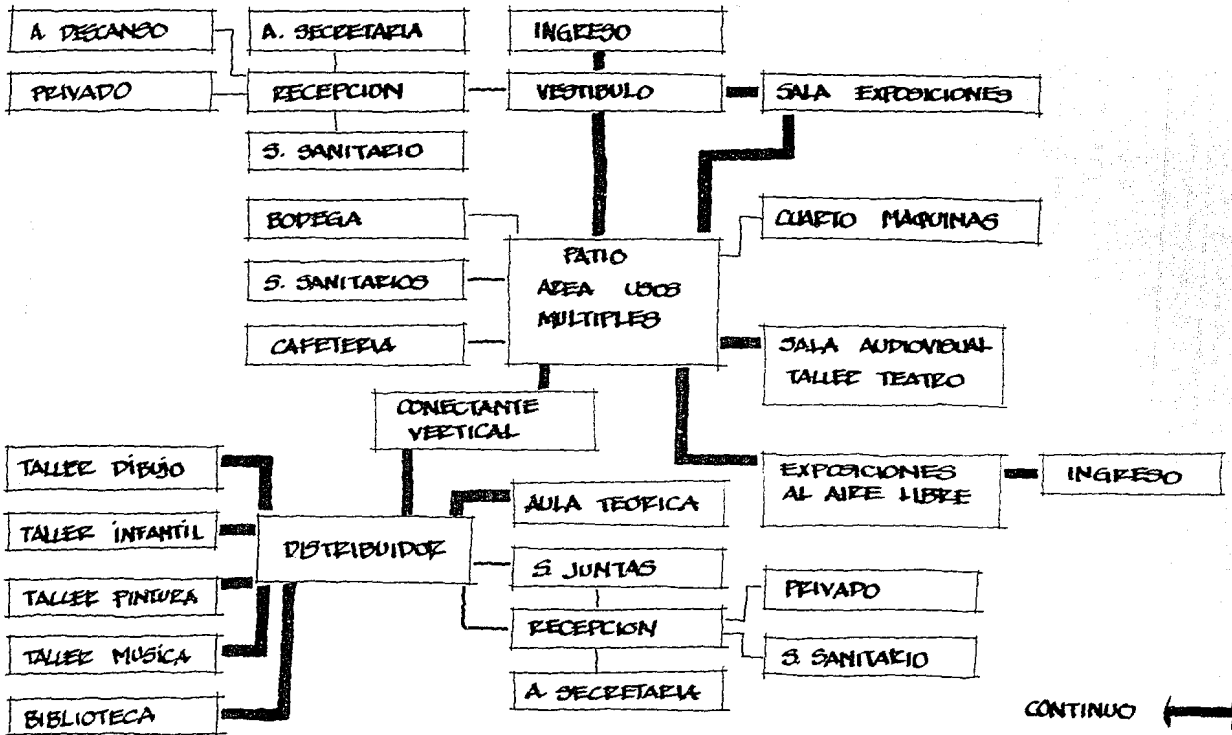 A. DESCANSO
A. SECRETARIA
INGRESO
PRIVADO
RECEPCION
VESTIBULO
SALA EXPOSICIONES
S. SANITARIO
BODEGA
CUARTO MAQUINAS
PATIO
AREA USOS
MULTIPLES
S. SANITARIOS
CAFETERIA
SALA AUDIOVISUAL
TALLER TEATRO
CONECTANTE
VERTICAL
TALLER DIBUJO
EXPOSICIONES
AL AIRE LIBRE
INGRESO
AULA TEORICA
TALLER INFANTIL
DISTRIBUIDOR
S. JUNTAS
TALLER PINTURA
PRIVADO
RECEPCION
TALLER MUSICA
S. SANITARIO
A. SECRETARIA
BIBLIOTECA
CONTINUO